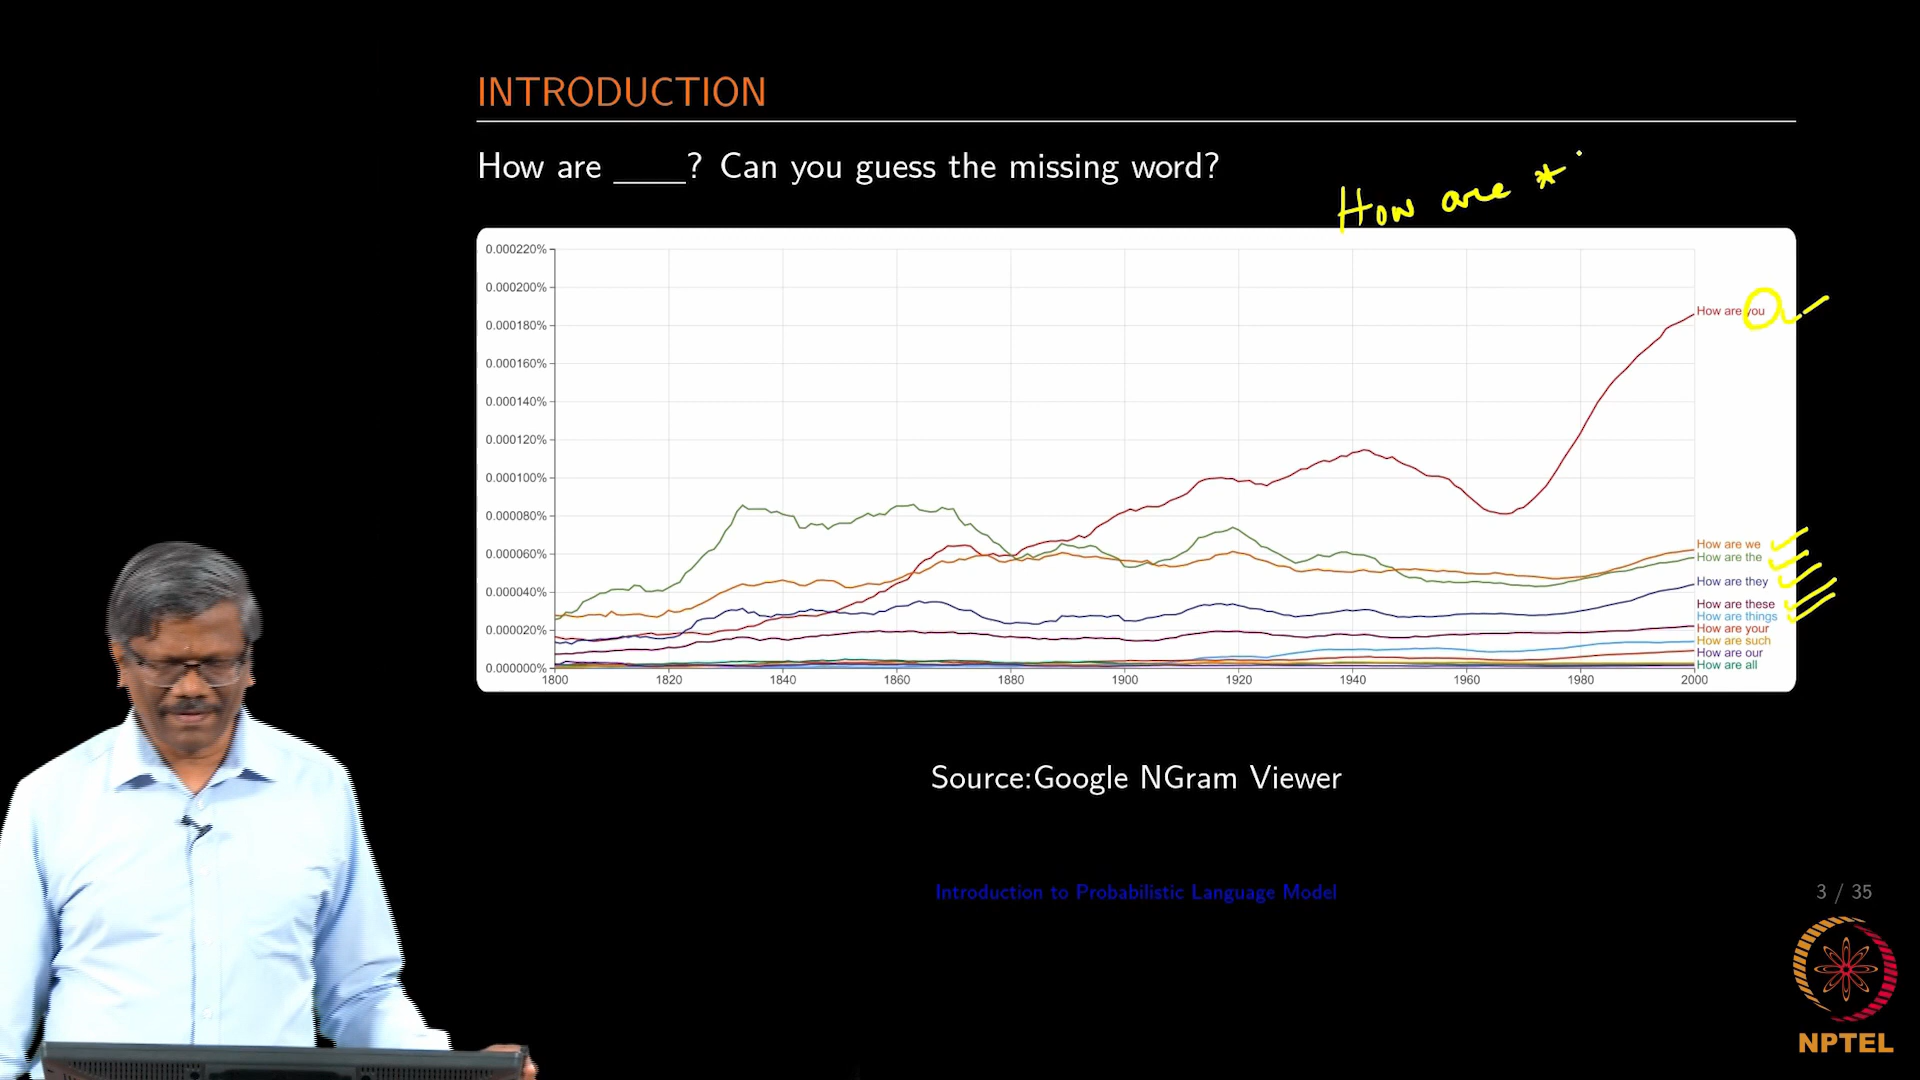 INTRODUCTION
How are ____? Can you guess the missing word?
How are *
0.000220%
0.000200%
0.000180%
0.000160%
0.000140%
0.000120%
0.000100%
0.000080%
0.000060%
0.000040%
0.000020%
0.000000%
1800 1820 1840 1860 1880 1900 1920 1940 1960 1980 2000
How are you
How are we
How are the
How are they
How are these
How are things
How are your
How are such
How are our
How are all
Source:Google NGram Viewer
Introduction to Probabilistic Language Model
3 / 35
NPTEL